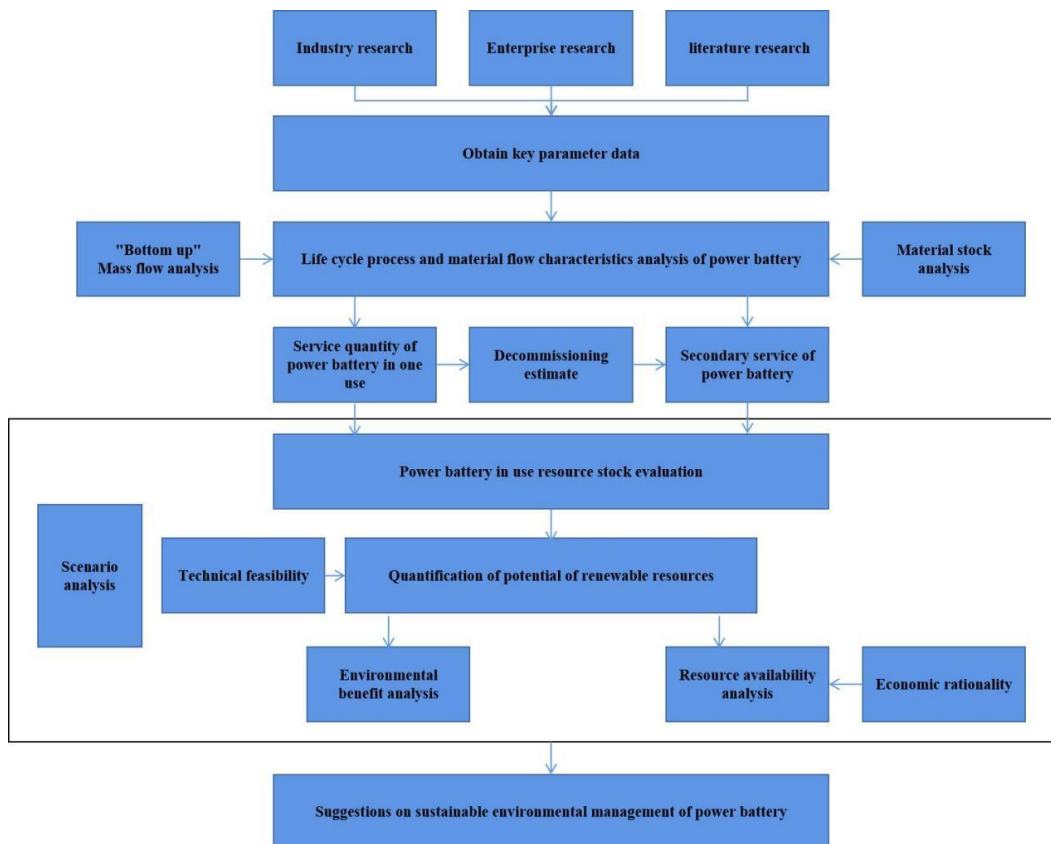 Industry research
Enterprise research
literature research
Obtain key parameter data
"Bottom up"
Mass flow analysis
Life cycle process and material flow characteristics analysis of power battery
Material stock
analysis
Service quantity of
power battery in one
use
Decommissioning
estimate
Secondary service of
power battery
Power battery in use resource stock evaluation
Scenario
analysis
Technical feasibility
Quantification of potential of renewable resources
Environmental
benefit analysis
Resource availability
analysis
Economic rationality
Suggestions on sustainable environmental management of power battery